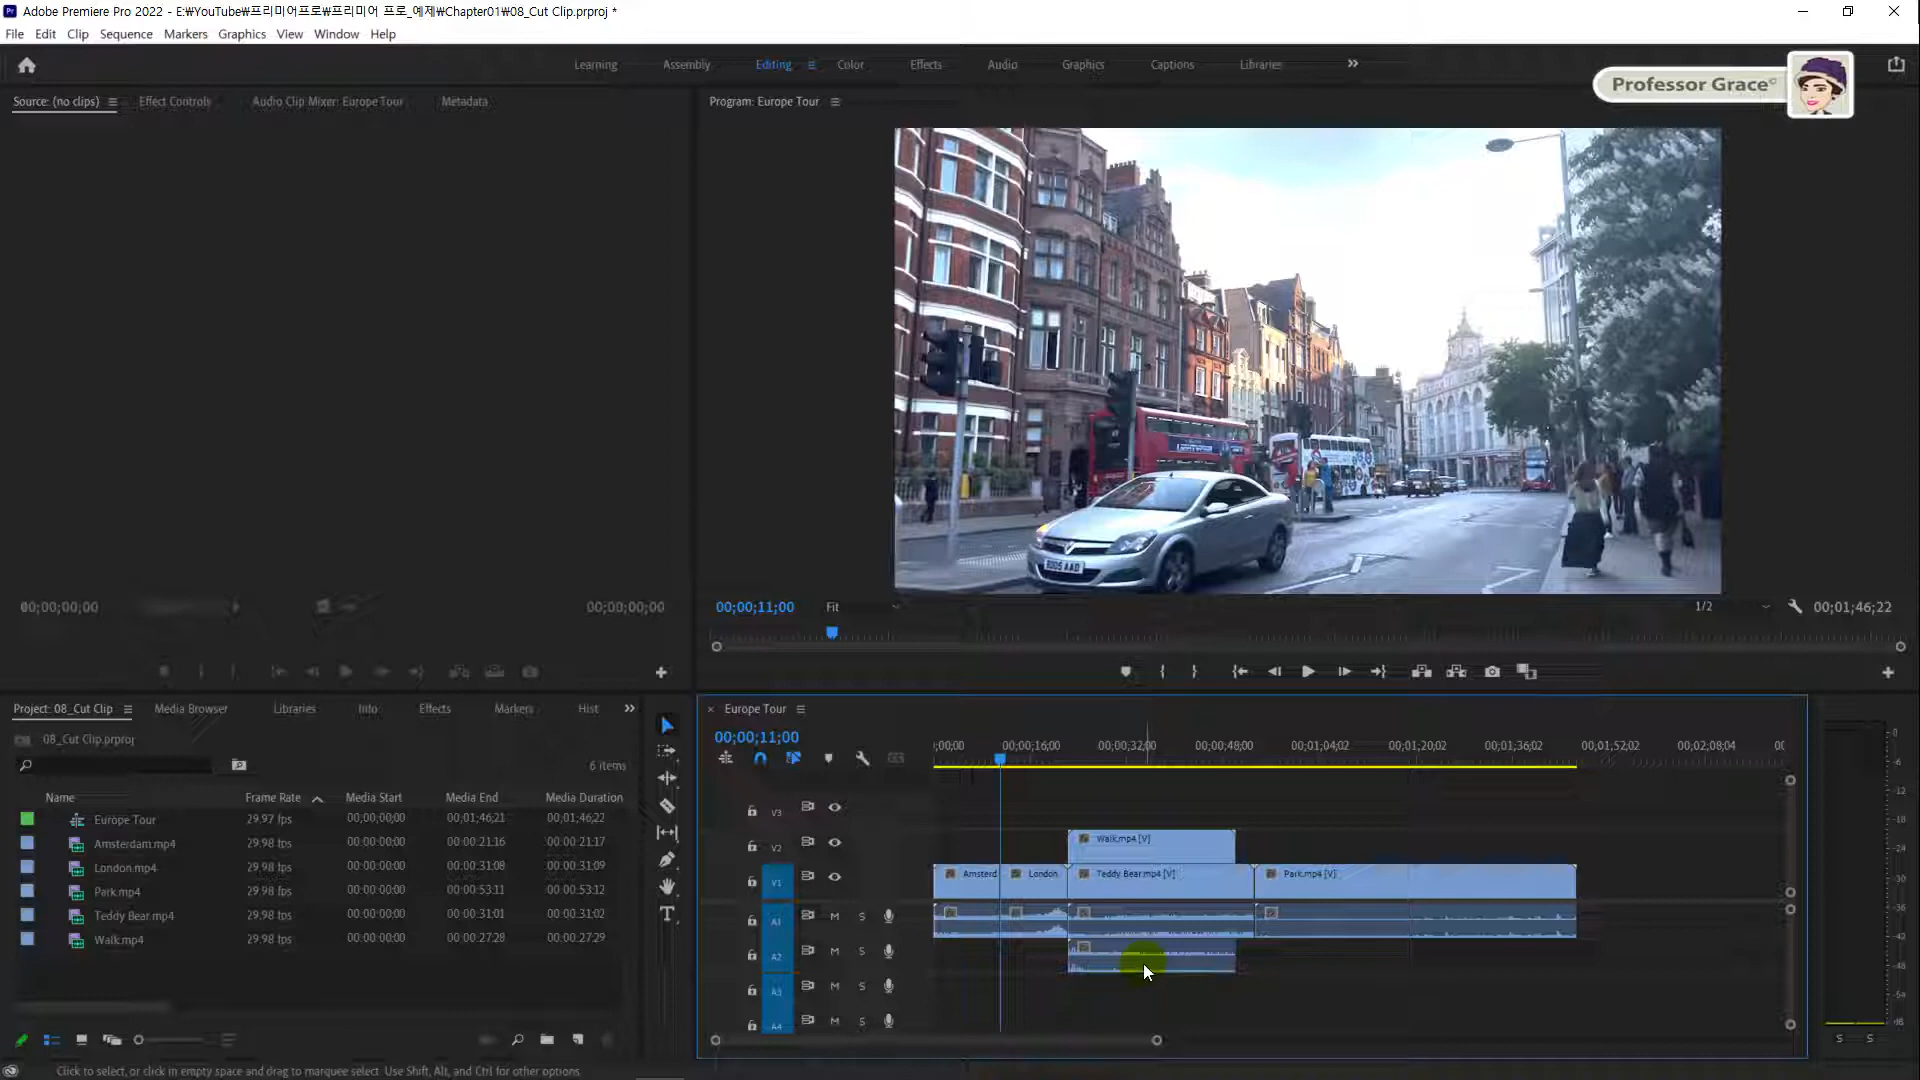 Adobe Premiere Pro 2022 - E:₩YouTube₩프리미어프로₩프리미어 프로_예제₩Chapter01₩08_Cut Clip.prproj *
File Edit Clip Sequence Markers Graphics View Window Help
Learning Assembly Editing Color Effects Audio Graphics Captions Libraries
Professor Grace©
Source: (no clips) Effect Controls Audio Clip Mixer: Europe Tour Metadata
Program: Europe Tour
00;00;00;00 00;00;00;00
00;00;11;00 Fit 1/2 00;01;46;22
Project: 08_Cut Clip Media Browser Libraries Info Effects Markers Hist
08_Cut Clip.prproj
6 items
Name Frame Rate Media Start Media End Media Duration
Europe Tour 29.97 fps 00;00;00;00 00;01;46;21 00;01;46;22
Amsterdam.mp4 29.98 fps 00:00:00:00 00:00:21:16 00:00:21:17
London.mp4 29.98 fps 00:00:00:00 00:00:31:08 00:00:31:09
Park.mp4 29.98 fps 00:00:00:00 00:00:53:11 00:00:53:12
Teddy Bear.mp4 29.98 fps 00:00:00:00 00:00:31:01 00:00:31:02
Walk.mp4 29.98 fps 00:00:00:00 00:00:27:28 00:00:27:29
Europe Tour
00;00;11;00
;00;00 00;00;16;00 00;00;32;00 00;00;48;00 00;01;04;02 00;01;20;02 00;01;36;02 00;01;52;02 00;02;08;04 00
V3
V2 Walk.mp4 [V]
V1 Amsterd London Teddy Bear.mp4 [V] Park.mp4 [V]
A1 M S
A2 M S
A3 M S
A4 M S
0
-6
-12
-18
-24
-30
-36
-42
-48
-54
dB
S S
Click to select, or click in empty space and drag to marquee select. Use Shift, Alt, and Ctrl for other options.